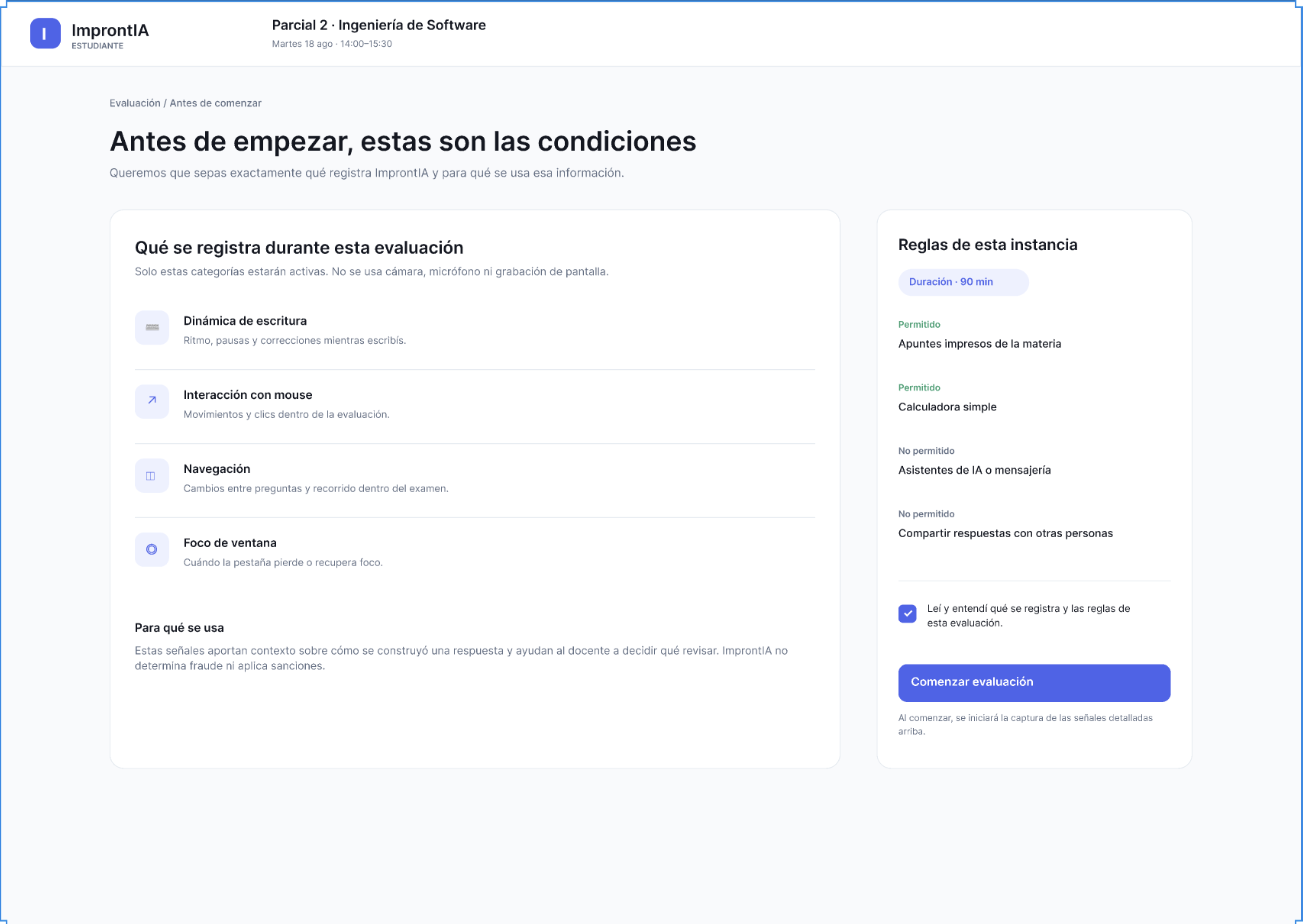 I
ImprontIA
ESTUDIANTE
Parcial 2 · Ingeniería de Software
Martes 18 ago · 14:00–15:30
Evaluación / Antes de comenzar
Antes de empezar, estas son las condiciones
Queremos que sepas exactamente qué registra ImprontIA y para qué se usa esa información.
Qué se registra durante esta evaluación
Solo estas categorías estarán activas. No se usa cámara, micrófono ni grabación de pantalla.
Dinámica de escritura
Ritmo, pausas y correcciones mientras escribís.
Interacción con mouse
Movimientos y clics dentro de la evaluación.
Navegación
Cambios entre preguntas y recorrido dentro del examen.
Foco de ventana
Cuándo la pestaña pierde o recupera foco.
Para qué se usa
Estas señales aportan contexto sobre cómo se construyó una respuesta y ayudan al docente a decidir qué revisar. ImprontIA no
determina fraude ni aplica sanciones.
Reglas de esta instancia
Duración · 90 min
Permitido
Apuntes impresos de la materia
Permitido
Calculadora simple
No permitido
Asistentes de IA o mensajería
No permitido
Compartir respuestas con otras personas
Leí y entendí qué se registra y las reglas de
esta evaluación.
Comenzar evaluación
Al comenzar, se iniciará la captura de las señales detalladas
arriba.